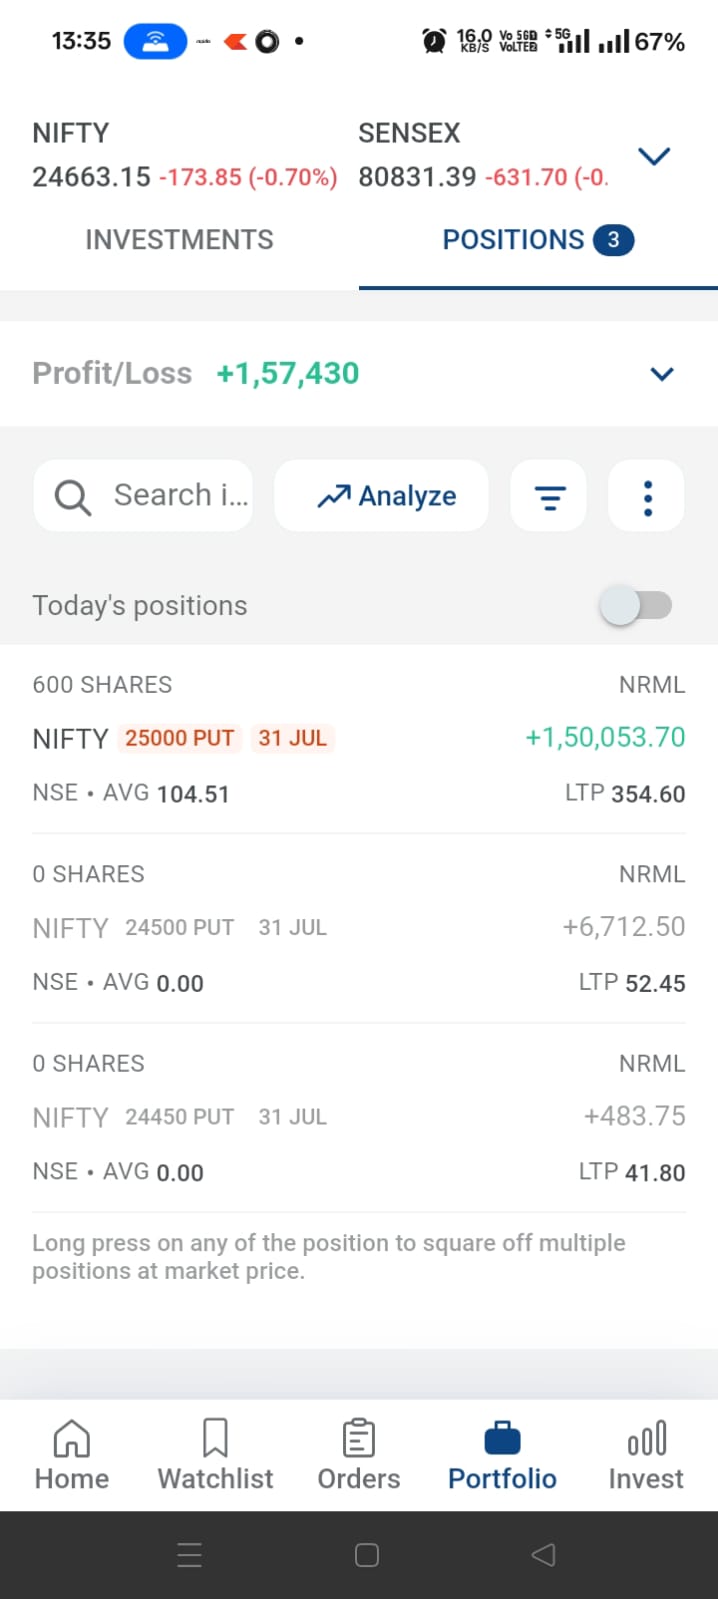 13:35 16.0 KB/S Vo 5G VoLTE 5G 67%
NIFTY SENSEX
24663.15 -173.85 (-0.70%) 80831.39 -631.70 (-0.
INVESTMENTS POSITIONS 3
Profit/Loss +1,57,430
Search i... Analyze
Today's positions
600 SHARES NRML
NIFTY 25000 PUT 31 JUL +1,50,053.70
NSE • AVG 104.51 LTP 354.60
0 SHARES NRML
NIFTY 24500 PUT 31 JUL +6,712.50
NSE • AVG 0.00 LTP 52.45
0 SHARES NRML
NIFTY 24450 PUT 31 JUL +483.75
NSE • AVG 0.00 LTP 41.80
Long press on any of the position to square off multiple
positions at market price.
Home Watchlist Orders Portfolio Invest